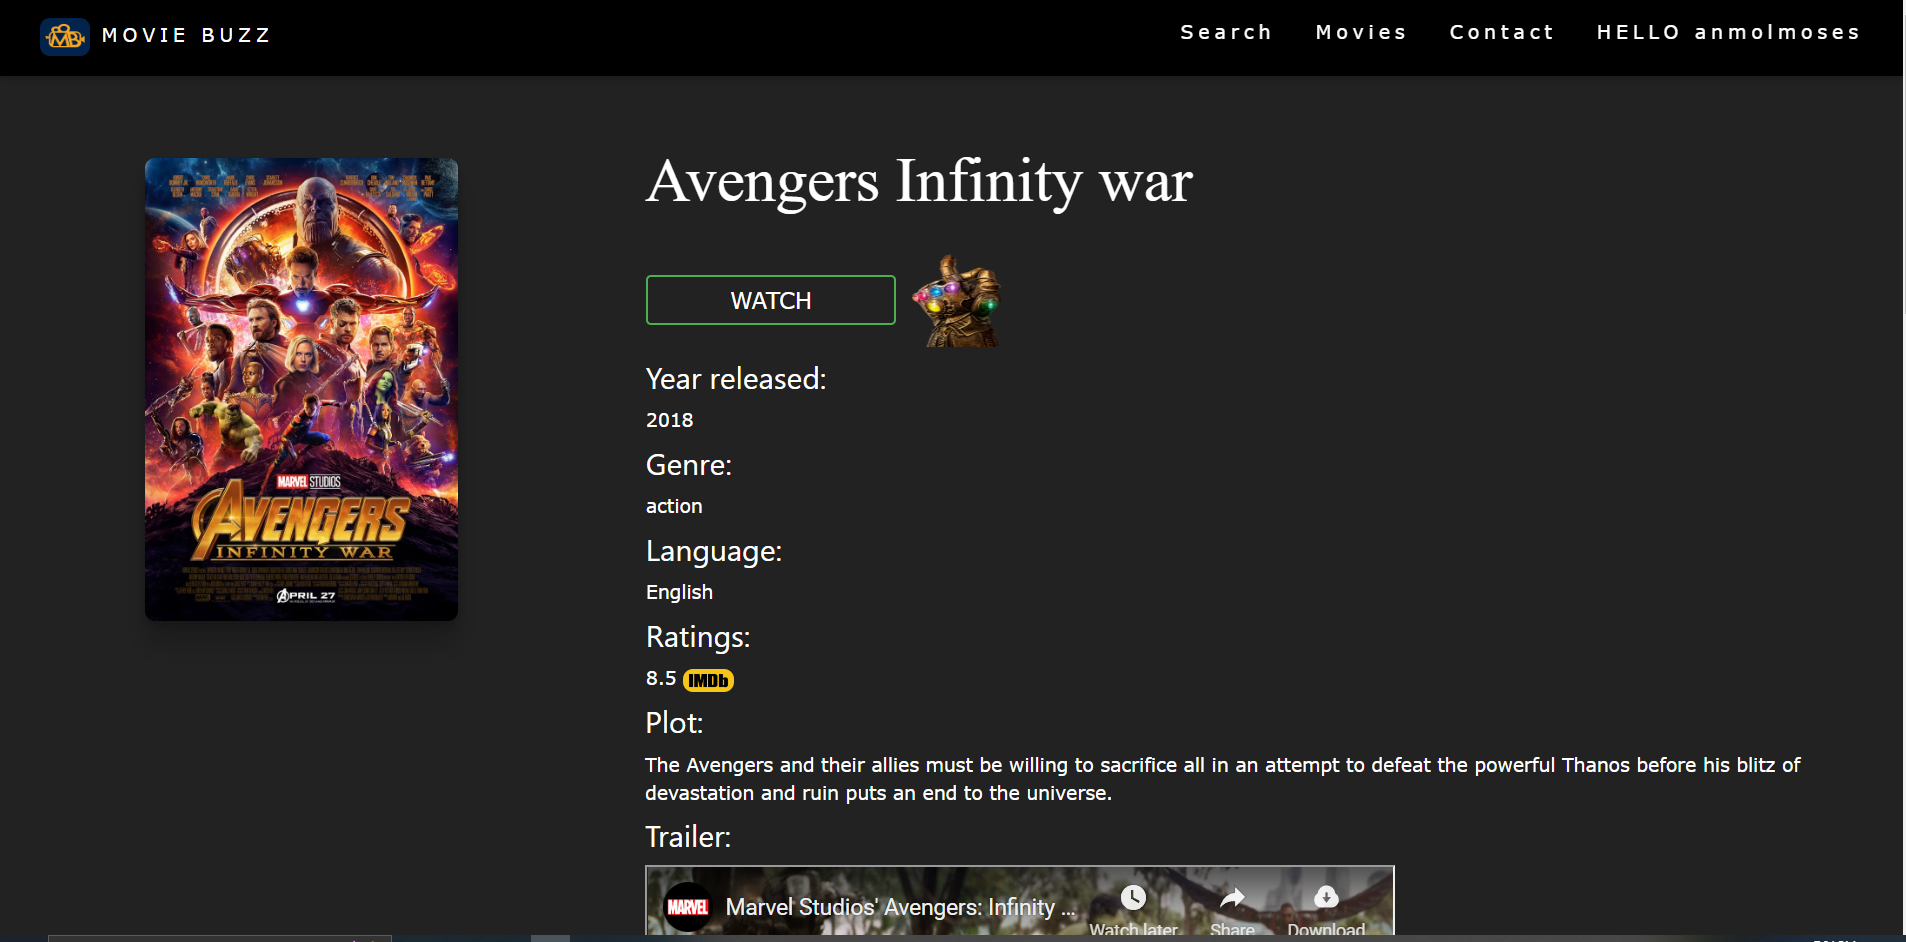 MB MOVIE BUZZ
Search Movies Contact HELLO anmolmoses
Avengers Infinity war
WATCH
Year released:
2018
Genre:
action
Language:
English
Ratings:
8.5 IMDb
Plot:
The Avengers and their allies must be willing to sacrifice all in an attempt to defeat the powerful Thanos before his blitz of
devastation and ruin puts an end to the universe.
Trailer:
MARVEL Marvel Studios' Avengers: Infinity ...
Watch later Share Download
MARVEL STUDIOS
AVENGERS
INFINITY WAR
APRIL 27